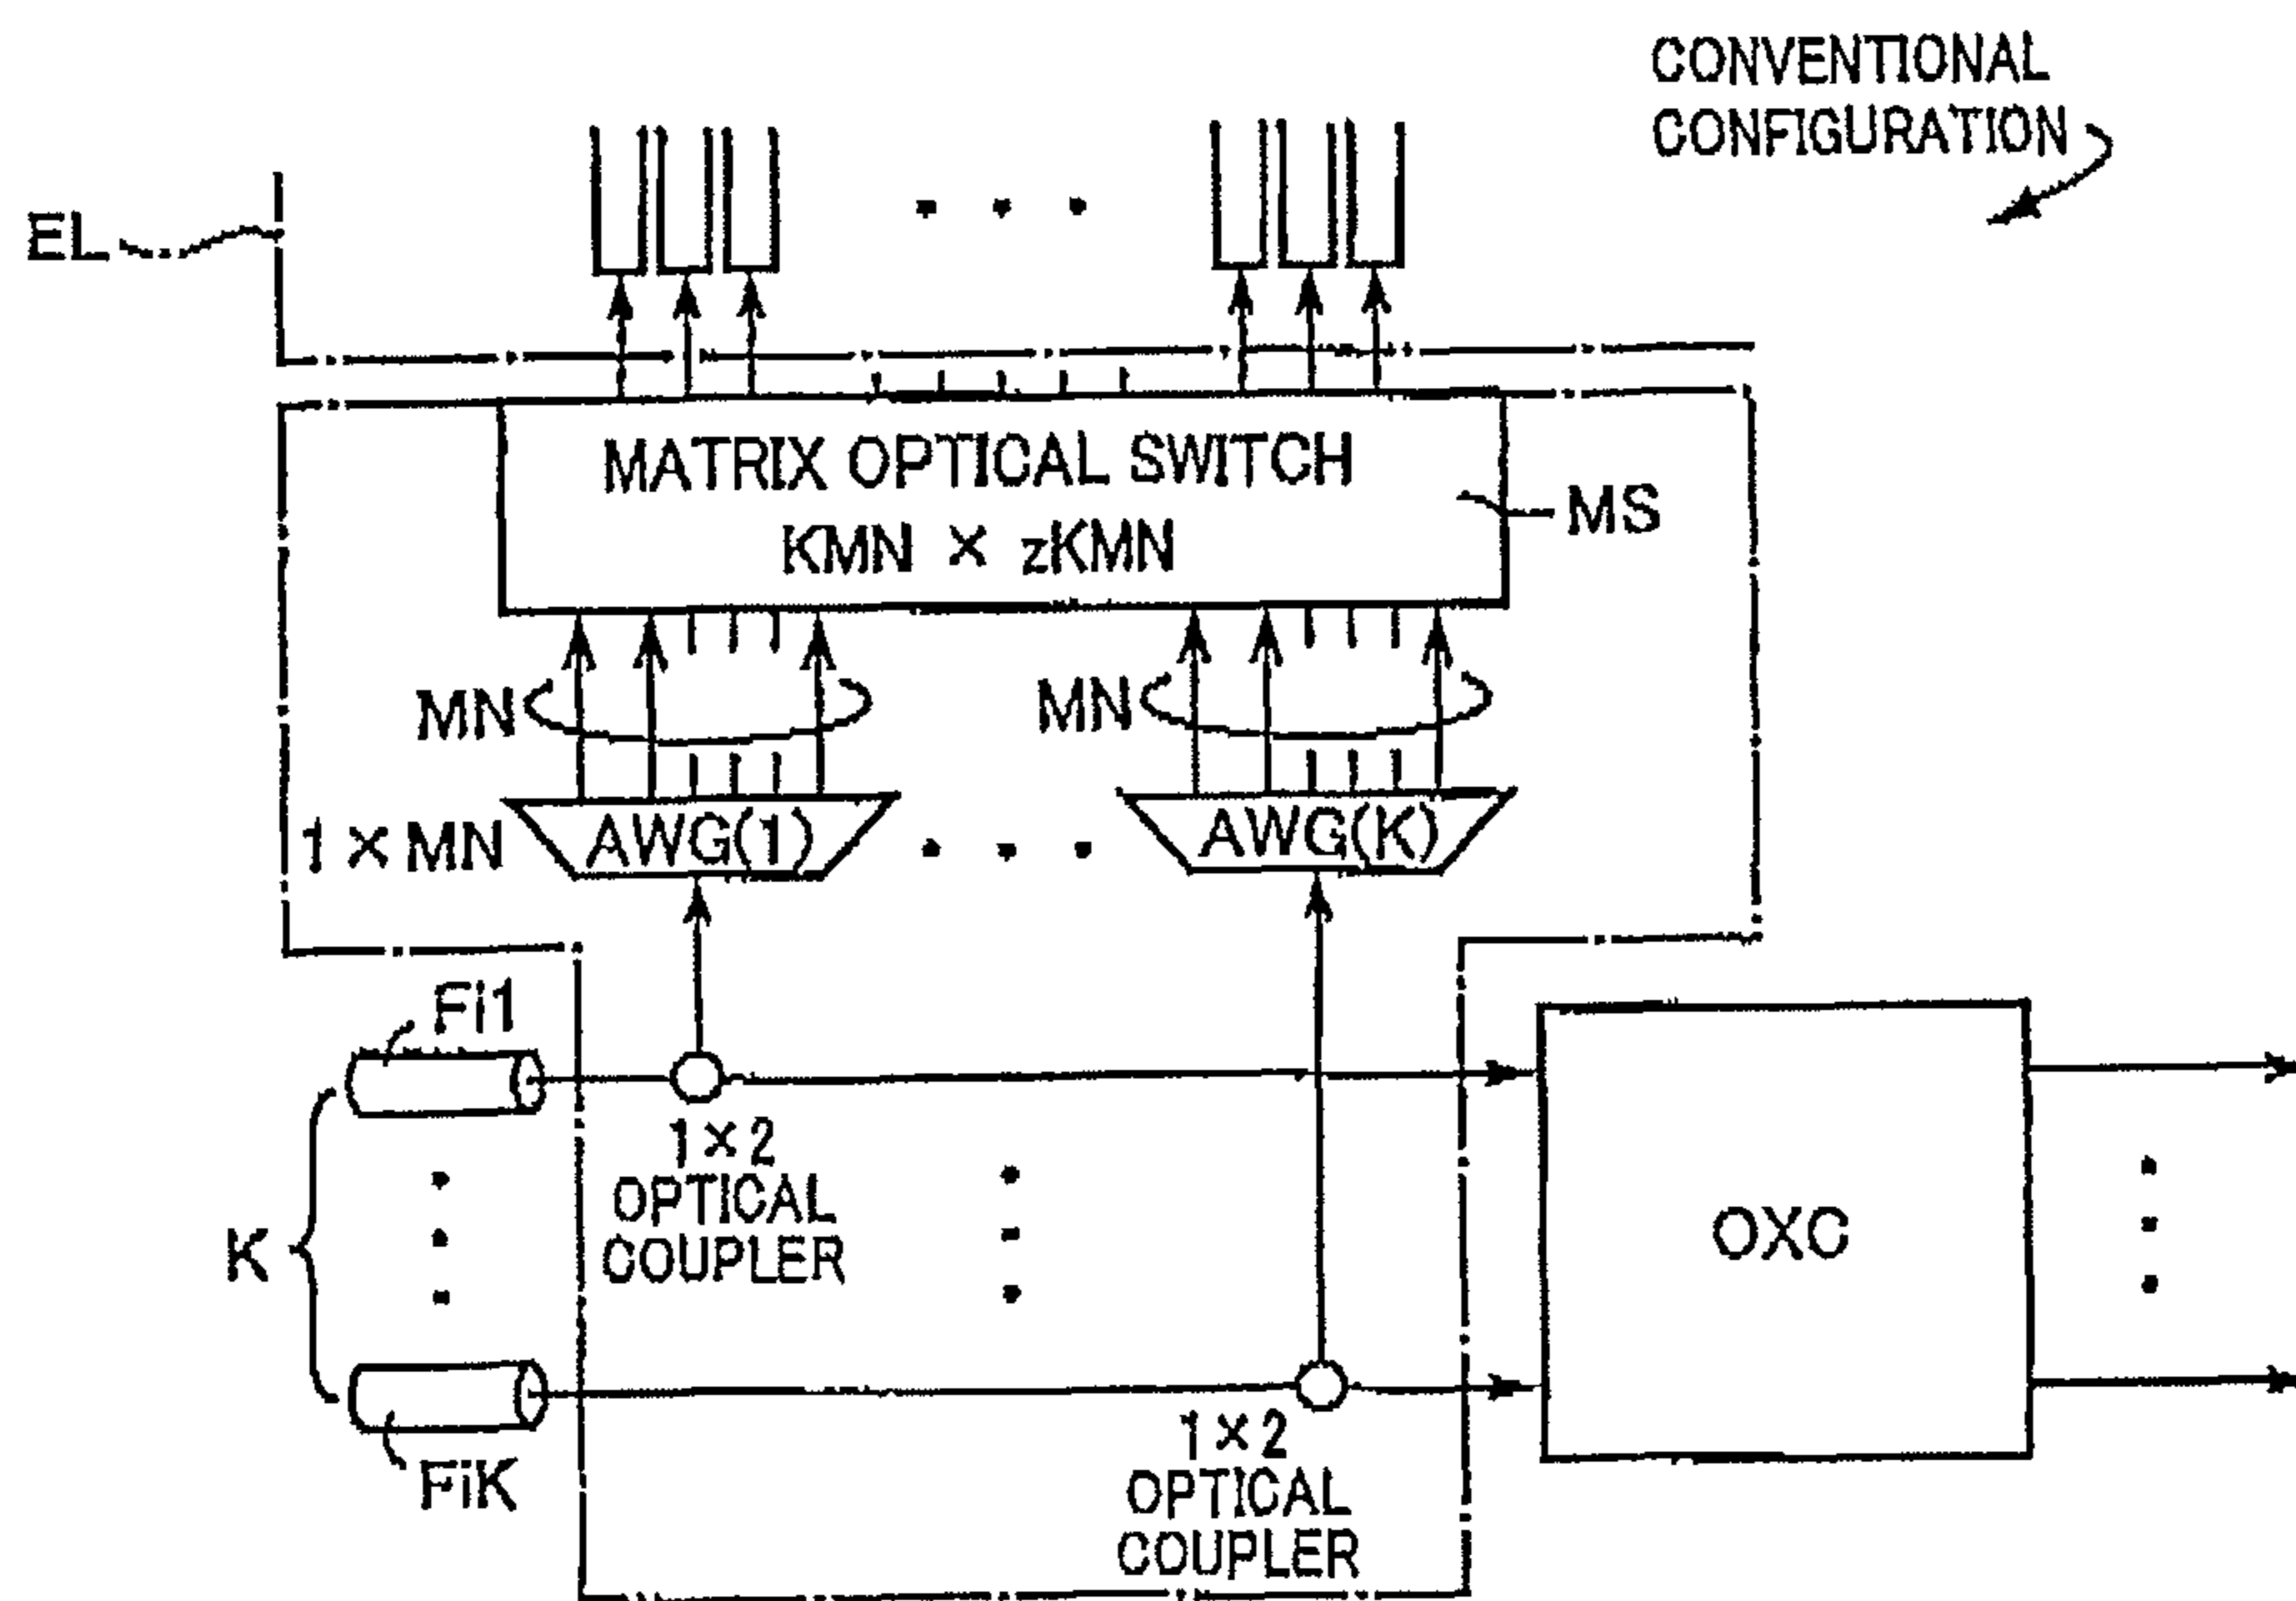 CONVENTIONAL
CONFIGURATION
EL
MATRIX OPTICAL SWITCH
KMN × zKMN
MS
MN
MN
1 × MN
AWG(1)
AWG(K)
Fi1
1×2
OPTICAL
COUPLER
K
OXC
FiK
1×2
OPTICAL
COUPLER